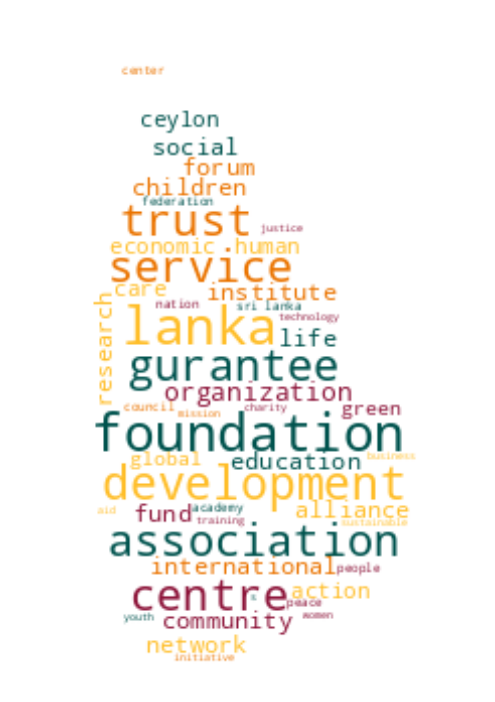 center
ceylon
social
forum
children
federation
trust
justice
economic human
service
care institute
nation sri lanka
technology
research
lanka life
gurantee
organization
council mission charity green
foundation
global education business
development
aid fund academy alliance
training sustainable
association
international people
centre action
s peace
youth community women
network
initiative